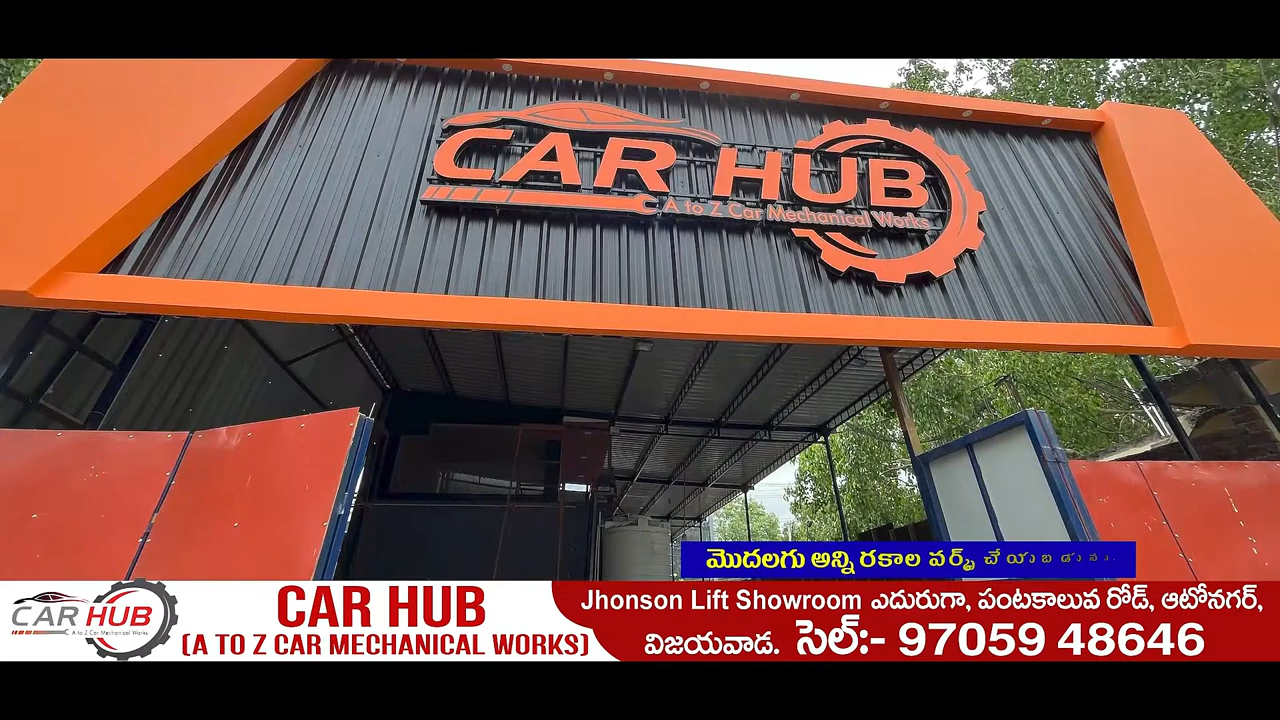 CAR HUB
A to Z Car Mechanical Works
మొదలగు అన్ని రకాల వర్క్స్ చేయబడును.
CAR HUB
A to Z Car Mechanical Works
CAR HUB
(A TO Z CAR MECHANICAL WORKS)
Jhonson Lift Showroom ఎదురుగా, పంటకాలువ రోడ్, ఆటోనగర్,
విజయవాడ. సెల్:- 97059 48646